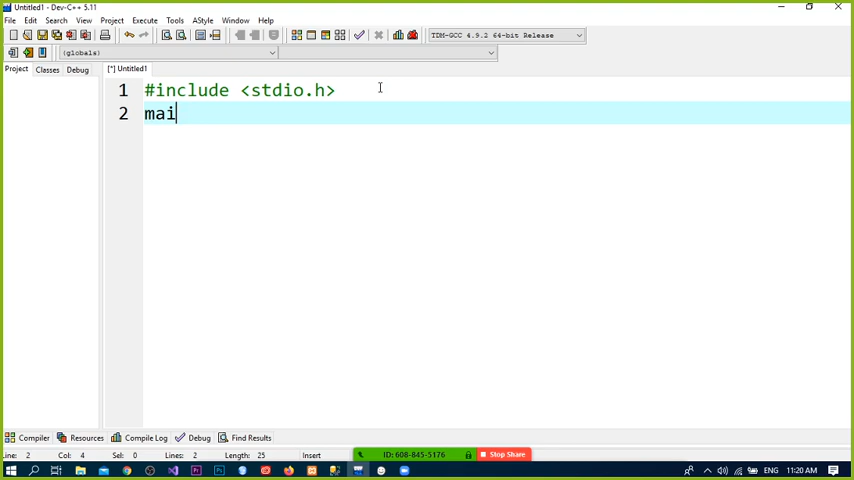 Untitled1 - Dev-C++ 5.11
File Edit Search View Project Execute Tools AStyle Window Help
TDM-GCC 4.9.2 64-bit Release
(globals)
Project Classes Debug [*] Untitled1
1 #include <stdio.h>
2 mai
Compiler Resources Compile Log Debug Find Results
Line: 2 Col: 4 Sel: 0 Lines: 2 Length: 25 Insert
ID: 608-845-5176 Stop Share
ENG 11:20 AM